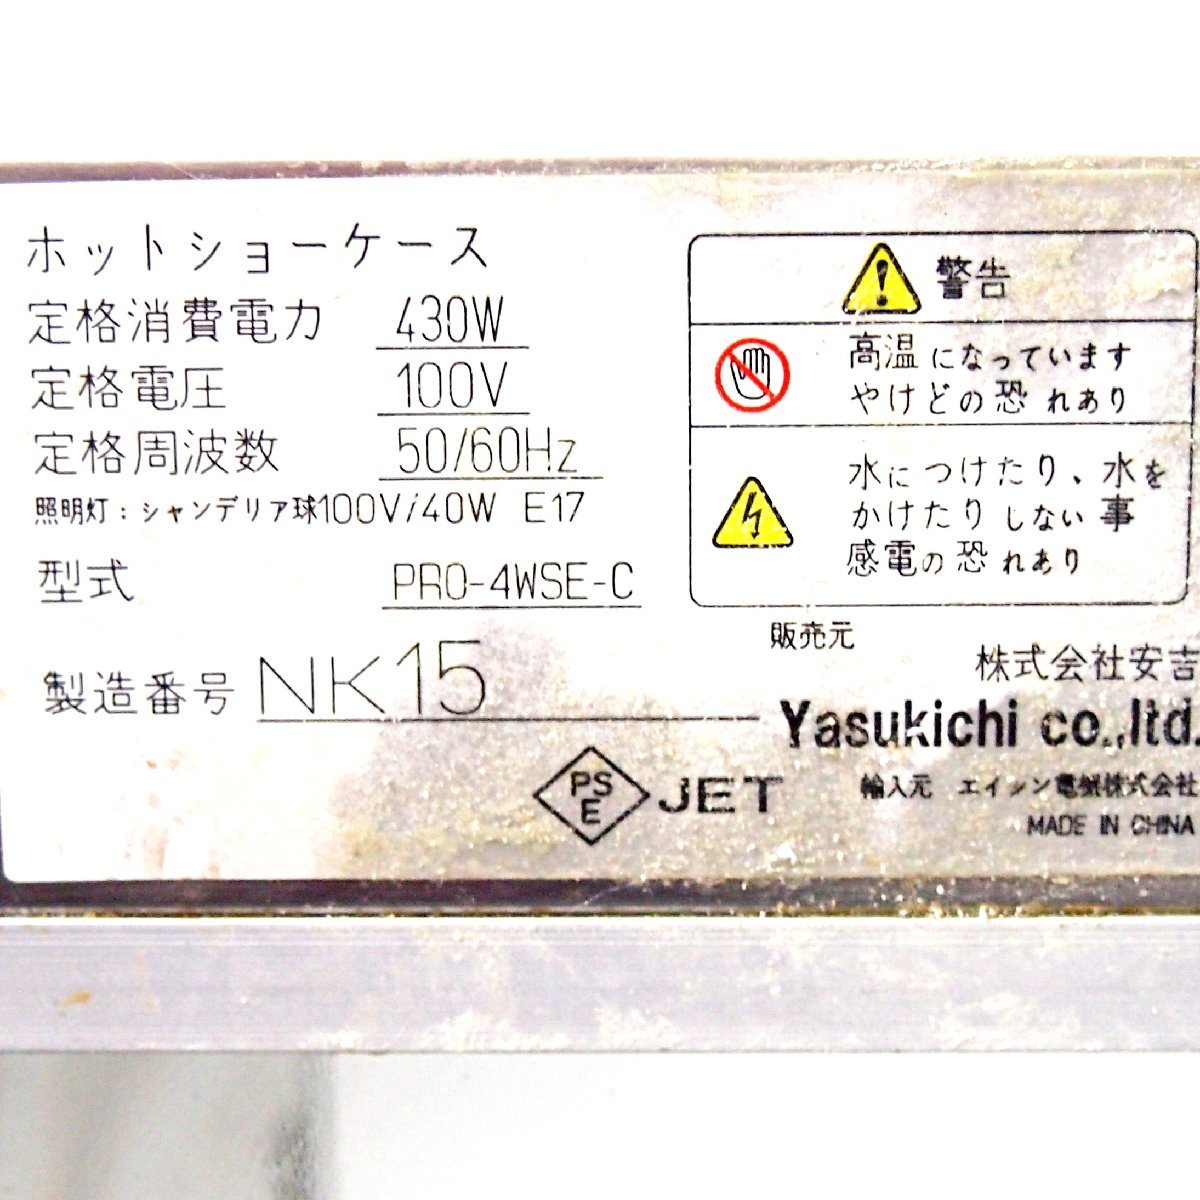 ホットショーケース
定格消費電力 430W
定格電圧 100V
定格周波数 50/60Hz
照明灯：シャンデリア球100V/40W E17
型式 PRO-4WSE-C
製造番号 NK15
警告
高温になっています
やけどの恐れあり
水につけたり、水を
かけたりしない事
感電の恐れあり
販売元
株式会社安吉
Yasukichi co.,ltd.
PS
E
JET
輸入元 エイシン電機株式会社
MADE IN CHINA